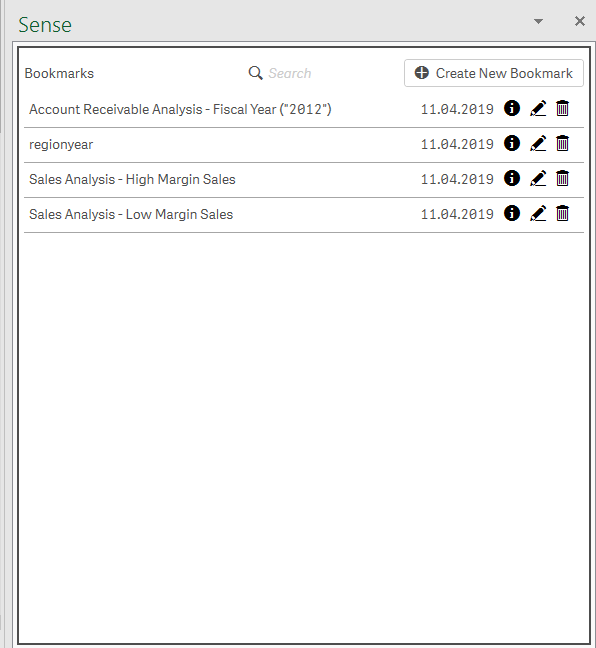 Sense
Bookmarks Search Create New Bookmark
Account Receivable Analysis - Fiscal Year ("2012") 11.04.2019
regionyear 11.04.2019
Sales Analysis - High Margin Sales 11.04.2019
Sales Analysis - Low Margin Sales 11.04.2019